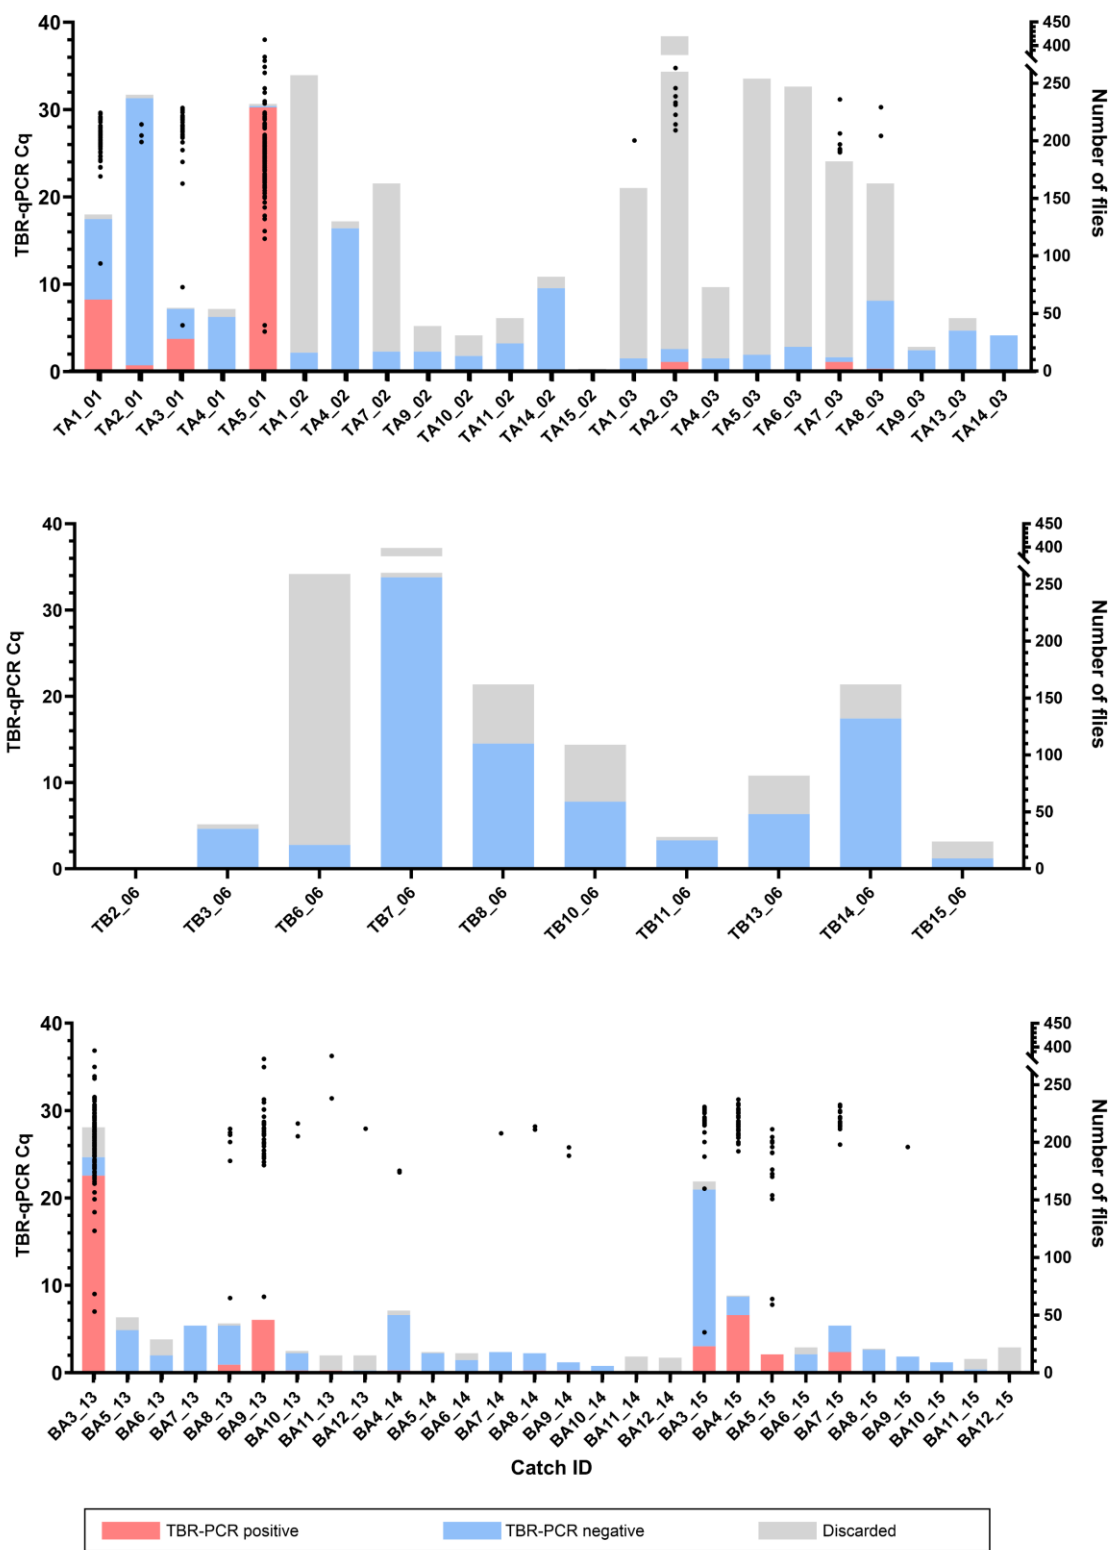 40
30
20
10
0
TBR-qPCR Cq
450
400
250
200
150
100
50
0
Number of flies
TA1_01
TA2_01
TA3_01
TA4_01
TA5_01
TA1_02
TA4_02
TA7_02
TA9_02
TA10_02
TA11_02
TA14_02
TA15_02
TA1_03
TA2_03
TA4_03
TA5_03
TA6_03
TA7_03
TA8_03
TA9_03
TA13_03
TA14_03
40
30
20
10
0
TBR-qPCR Cq
450
400
250
200
150
100
50
0
Number of flies
TB2_06
TB3_06
TB6_06
TB7_06
TB8_06
TB10_06
TB11_06
TB13_06
TB14_06
TB15_06
40
30
20
10
0
TBR-qPCR Cq
450
400
250
200
150
100
50
0
Number of flies
BA3_13
BA5_13
BA6_13
BA7_13
BA8_13
BA9_13
BA10_13
BA11_13
BA12_13
BA4_14
BA5_14
BA6_14
BA7_14
BA8_14
BA9_14
BA10_14
BA11_14
BA12_14
BA3_15
BA4_15
BA5_15
BA6_15
BA7_15
BA8_15
BA9_15
BA10_15
BA11_15
BA12_15
Catch ID
TBR-PCR positive
TBR-PCR negative
Discarded